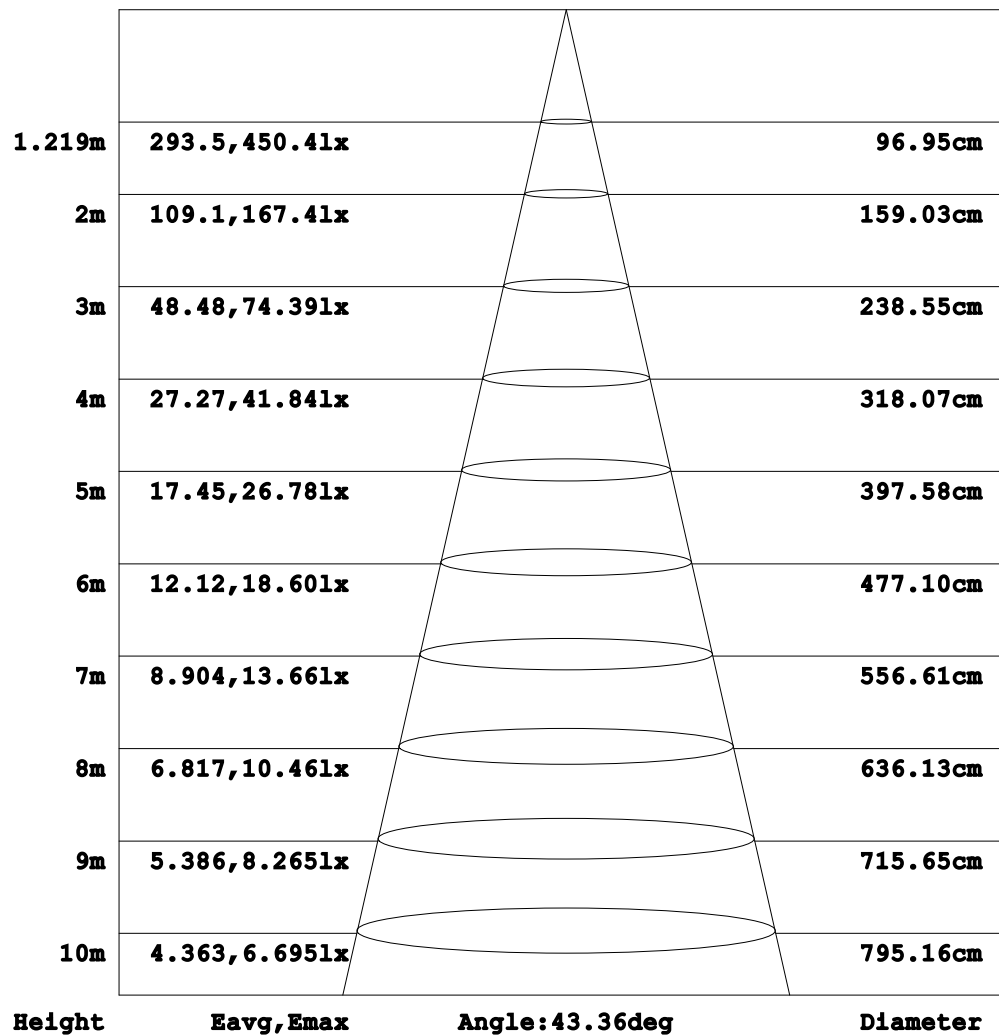 1.219m 293.5,450.4lx 96.95cm
2m 109.1,167.4lx 159.03cm
3m 48.48,74.39lx 238.55cm
4m 27.27,41.84lx 318.07cm
5m 17.45,26.78lx 397.58cm
6m 12.12,18.60lx 477.10cm
7m 8.904,13.66lx 556.61cm
8m 6.817,10.46lx 636.13cm
9m 5.386,8.265lx 715.65cm
10m 4.363,6.695lx 795.16cm
Height Eavg,Emax Angle:43.36deg Diameter